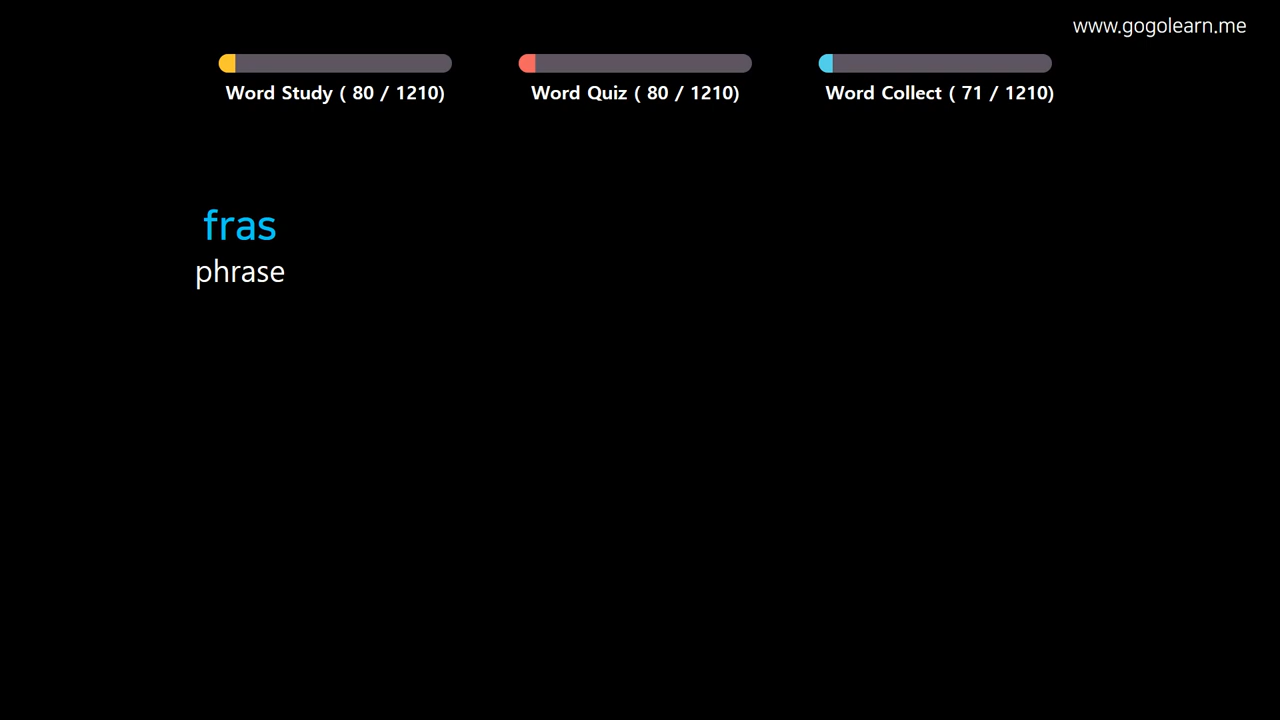 www.gogolearn.me
Word Study ( 80 / 1210)
Word Quiz ( 80 / 1210)
Word Collect ( 71 / 1210)
fras
phrase